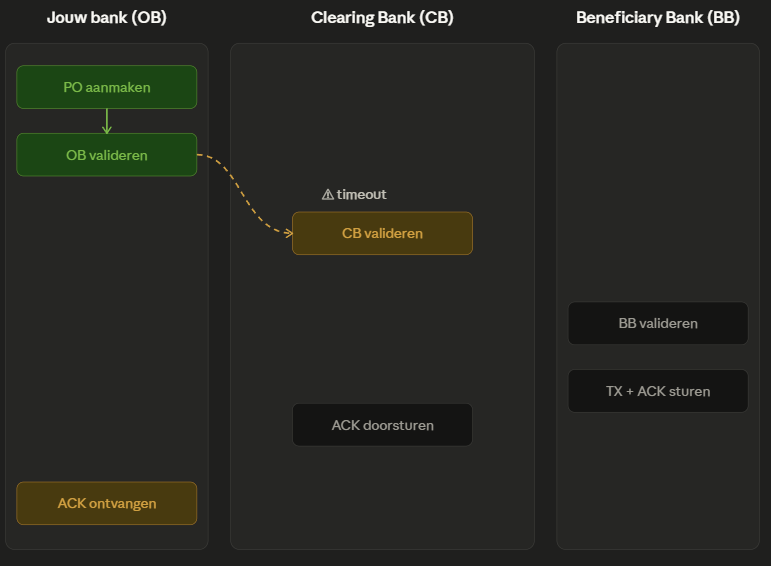 Jouw bank (OB)
Clearing Bank (CB)
Beneficiary Bank (BB)
PO aanmaken
OB valideren
⚠ timeout
CB valideren
BB valideren
TX + ACK sturen
ACK doorsturen
ACK ontvangen